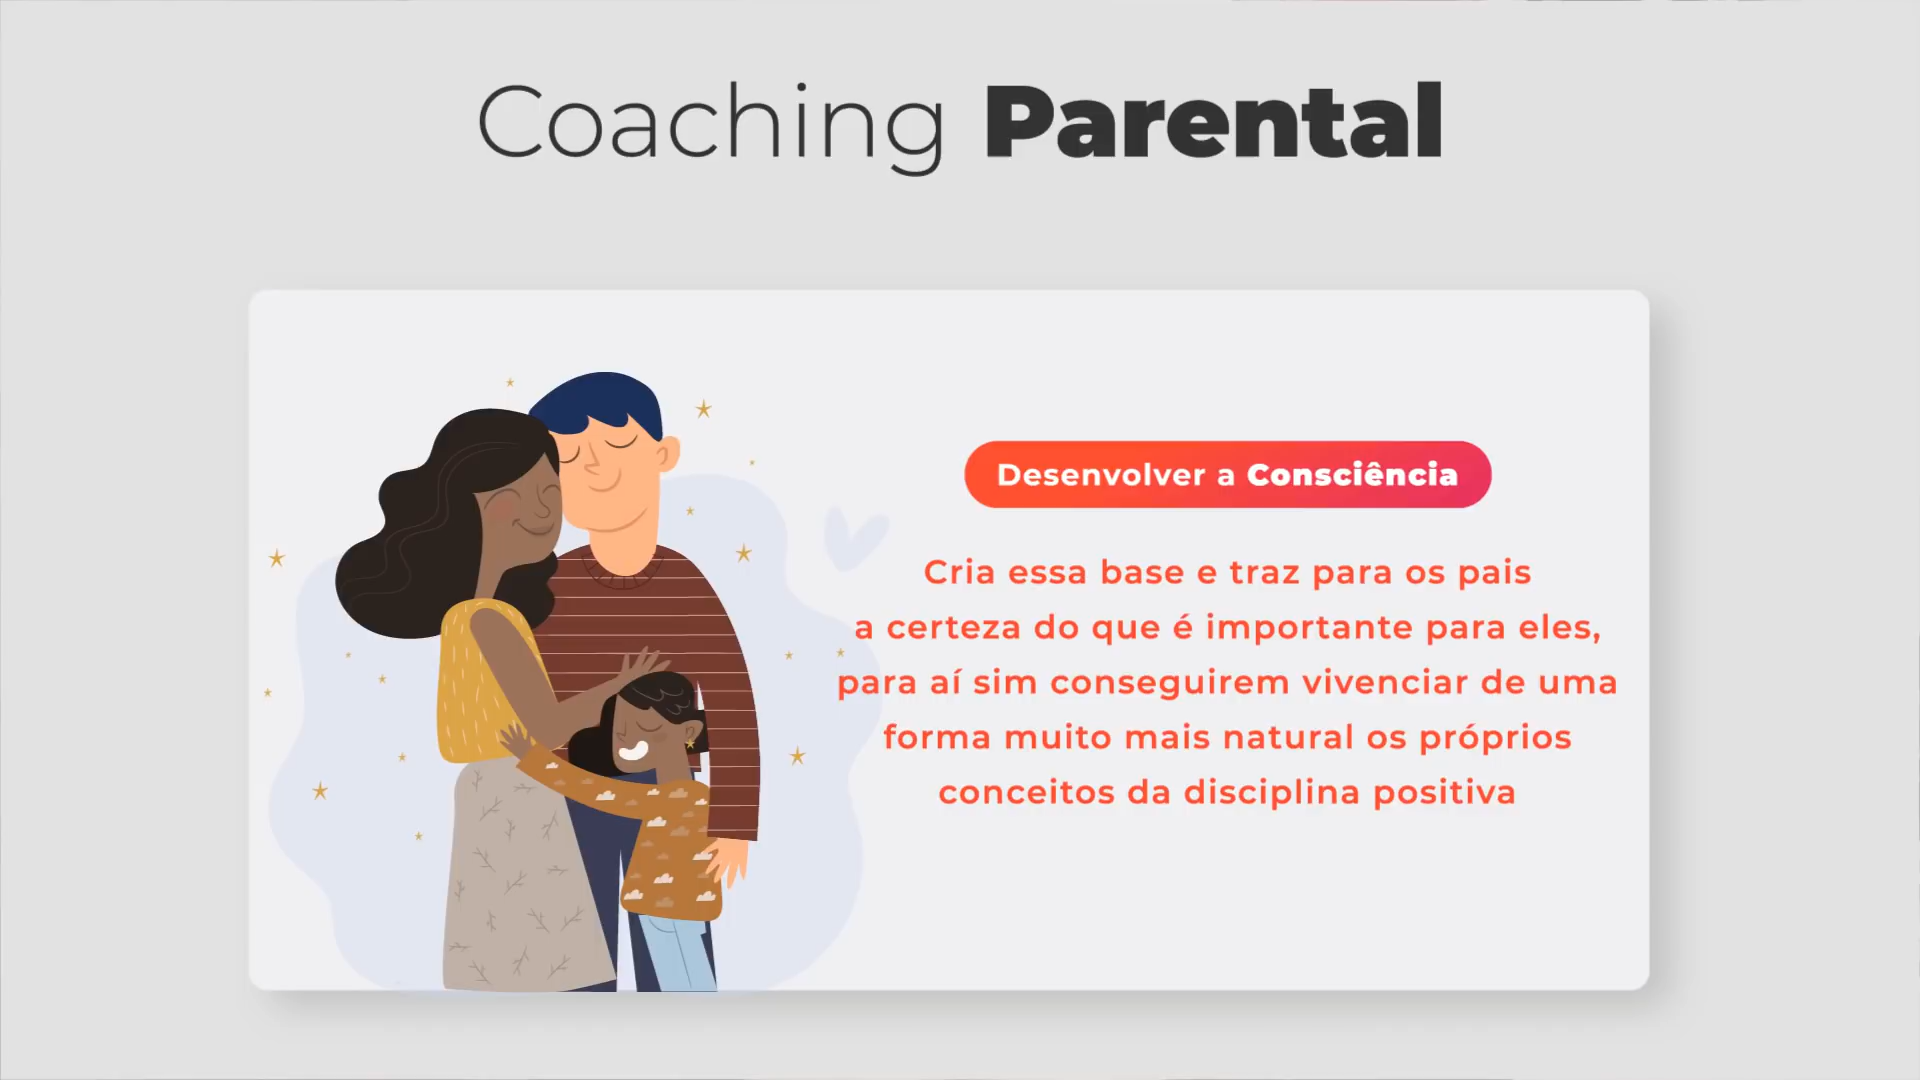 Coaching Parental
Desenvolver a Consciência
Cria essa base e traz para os pais
a certeza do que é importante para eles,
para aí sim conseguirem vivenciar de uma
forma muito mais natural os próprios
conceitos da disciplina positiva